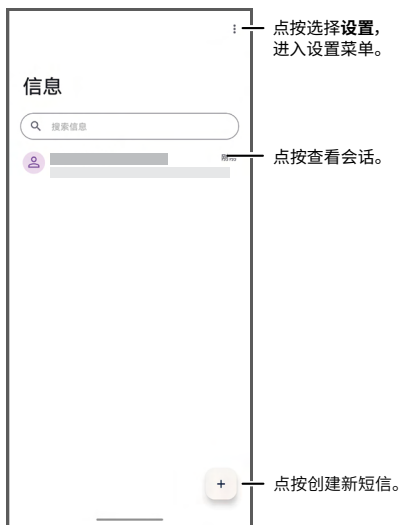 点按选择设置，
进入设置菜单。
信息
搜索信息
点按查看会话。
点按创建新短信。